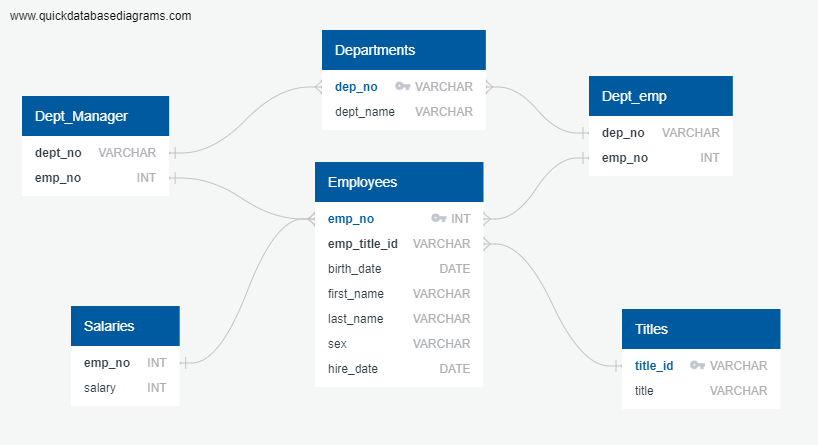 www.quickdatabasediagrams.com
Departments
dep_no VARCHAR
dept_name VARCHAR
Dept_Manager
dept_no VARCHAR
emp_no INT
Dept_emp
dep_no VARCHAR
emp_no INT
Employees
emp_no INT
emp_title_id VARCHAR
birth_date DATE
first_name VARCHAR
last_name VARCHAR
sex VARCHAR
hire_date DATE
Salaries
emp_no INT
salary INT
Titles
title_id VARCHAR
title VARCHAR